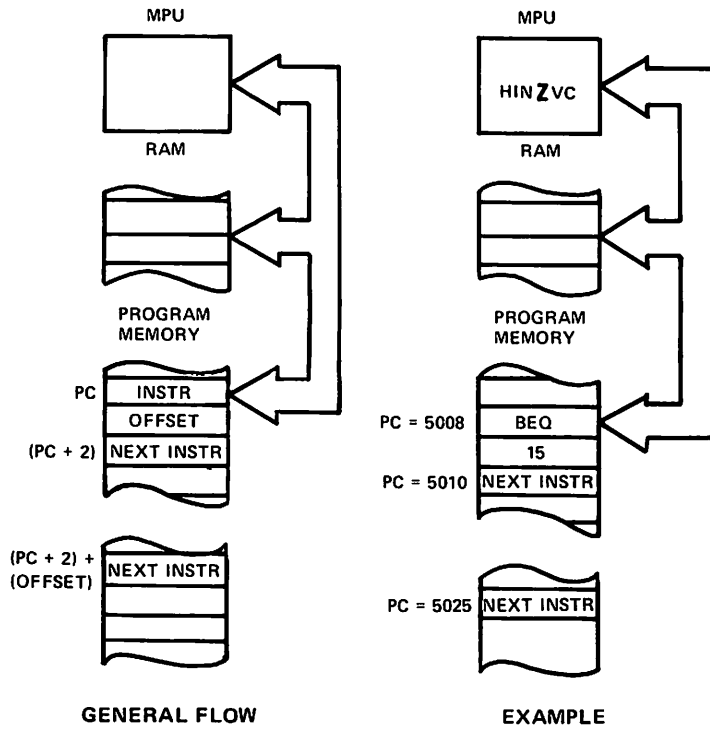 MPU
RAM
PROGRAM
MEMORY
PC
INSTR
OFFSET
(PC + 2)
NEXT INSTR
(PC + 2) +
(OFFSET)
NEXT INSTR
GENERAL FLOW
MPU
HINZVC
RAM
PROGRAM
MEMORY
PC = 5008
BEQ
15
PC = 5010
NEXT INSTR
PC = 5025
NEXT INSTR
EXAMPLE